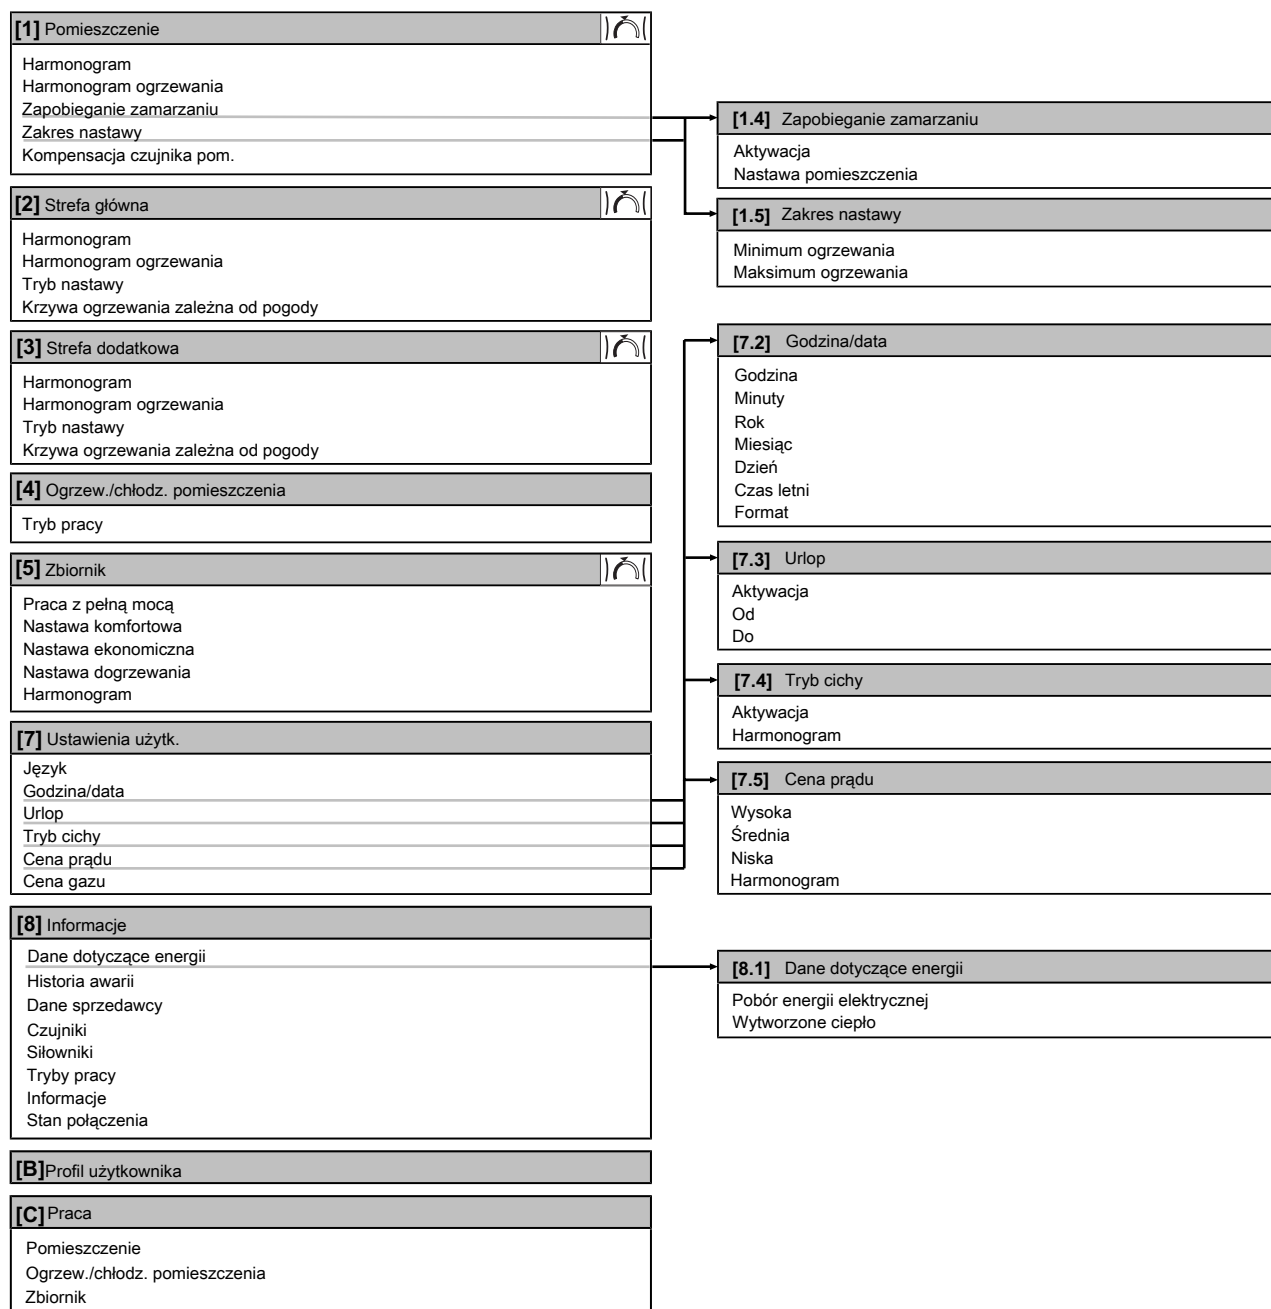 [1] Pomieszczenie
Harmonogram
Harmonogram ogrzewania
Zapobieganie zamarzaniu
Zakres nastawy
Kompensacja czujnika pom.
[2] Strefa główna
Harmonogram
Harmonogram ogrzewania
Tryb nastawy
Krzywa ogrzewania zależna od pogody
[3] Strefa dodatkowa
Harmonogram
Harmonogram ogrzewania
Tryb nastawy
Krzywa ogrzewania zależna od pogody
[4] Ogrzew./chłodz. pomieszczenia
Tryb pracy
[5] Zbiornik
Praca z pełną mocą
Nastawa komfortowa
Nastawa ekonomiczna
Nastawa dogrzewania
Harmonogram
[7] Ustawienia użytk.
Język
Godzina/data
Urlop
Tryb cichy
Cena prądu
Cena gazu
[8] Informacje
Dane dotyczące energii
Historia awarii
Dane sprzedawcy
Czujniki
Siłowniki
Tryby pracy
Informacje
Stan połączenia
[B] Profil użytkownika
[C] Praca
Pomieszczenie
Ogrzew./chłodz. pomieszczenia
Zbiornik
[1.4] Zapobieganie zamarzaniu
Aktywacja
Nastawa pomieszczenia
[1.5] Zakres nastawy
Minimum ogrzewania
Maksimum ogrzewania
[7.2] Godzina/data
Godzina
Minuty
Rok
Miesiąc
Dzień
Czas letni
Format
[7.3] Urlop
Aktywacja
Od
Do
[7.4] Tryb cichy
Aktywacja
Harmonogram
[7.5] Cena prądu
Wysoka
Średnia
Niska
Harmonogram
[8.1] Dane dotyczące energii
Pobór energii elektrycznej
Wytworzone ciepło